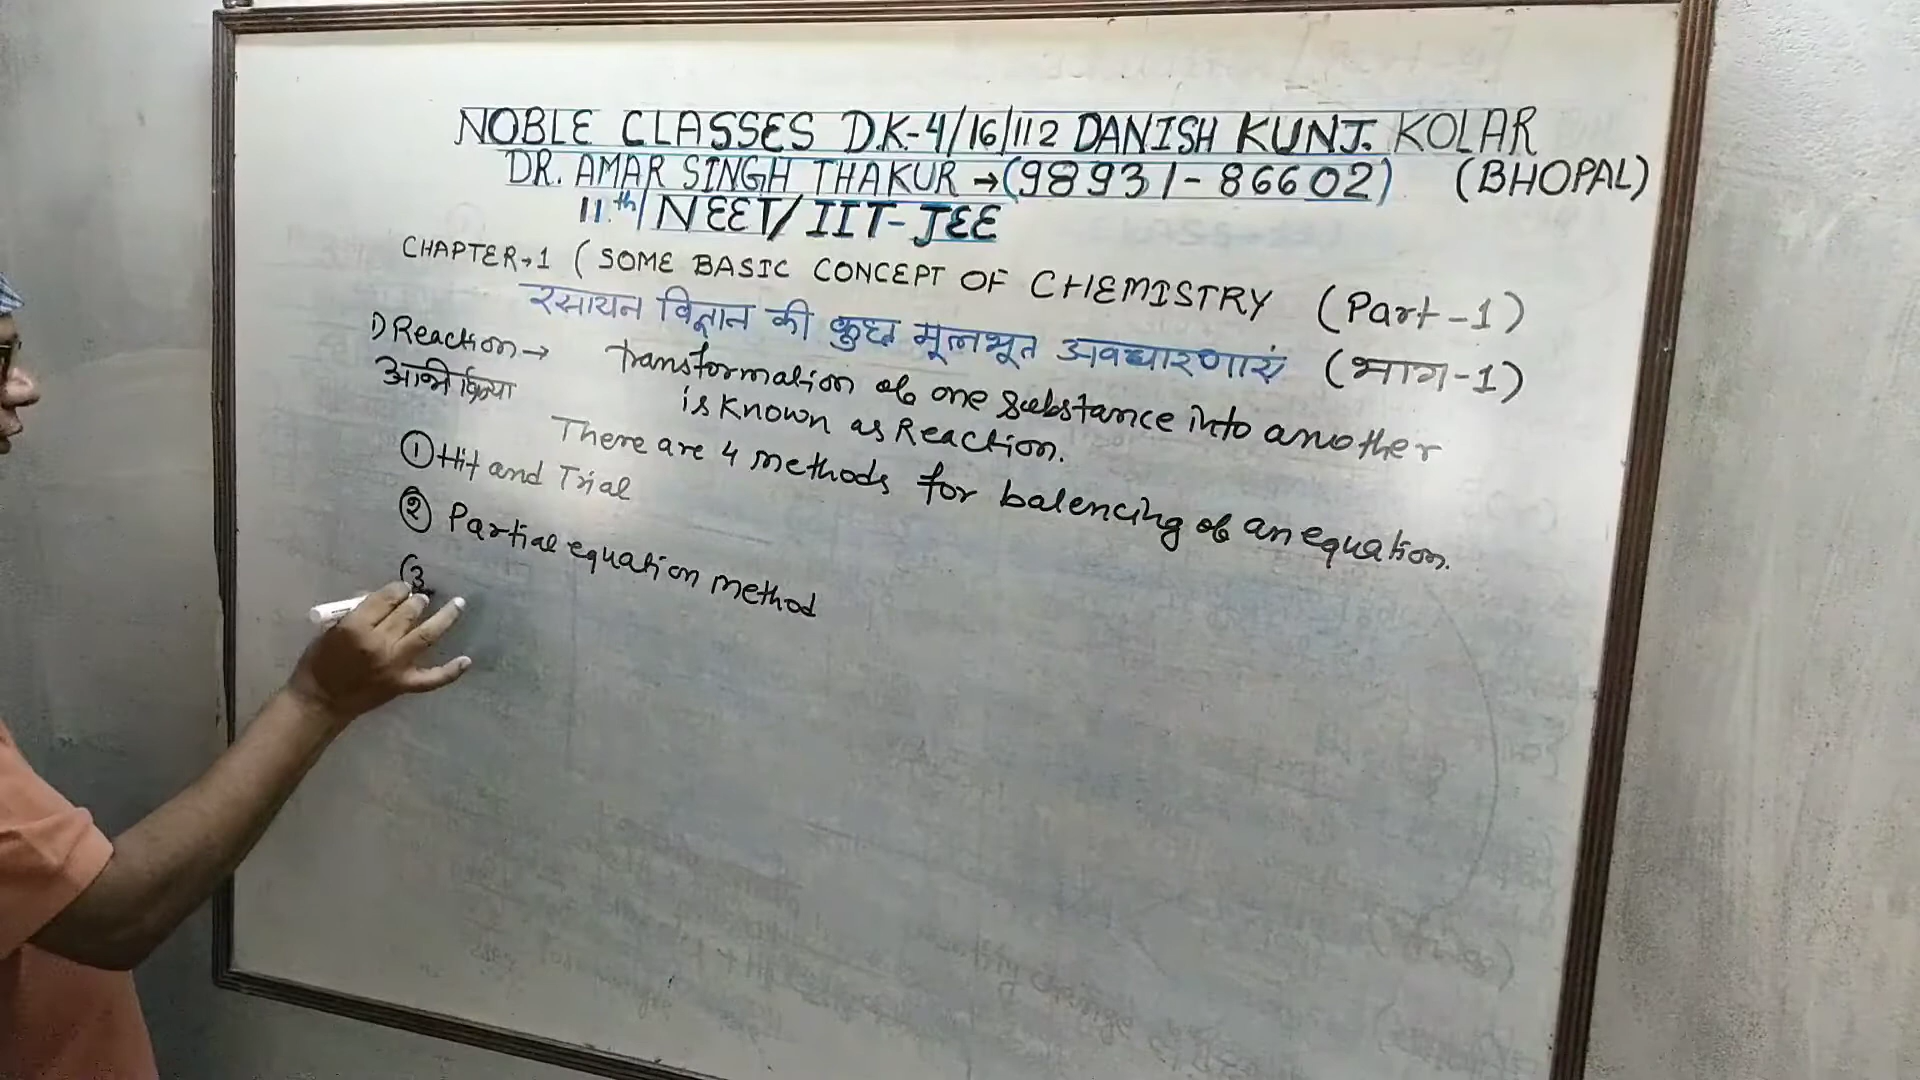 NOBLE CLASSES D.K-4/16/112 DANISH KUNJ. KOLAR
DR. AMAR SINGH THAKUR → (98931-86602) (BHOPAL)
11th/NEET/IIT-JEE
CHAPTER→1 (SOME BASIC CONCEPT OF CHEMISTRY (Part-1)
रसायन विज्ञान की कुछ मूलभूत अवधारणाएं (भाग-1)
1) Reaction → Transformation of one substance into another
अभिक्रिया is known as Reaction.
There are 4 methods for balencing of an equation.
① Hit and Trial
② Partial equation method
3